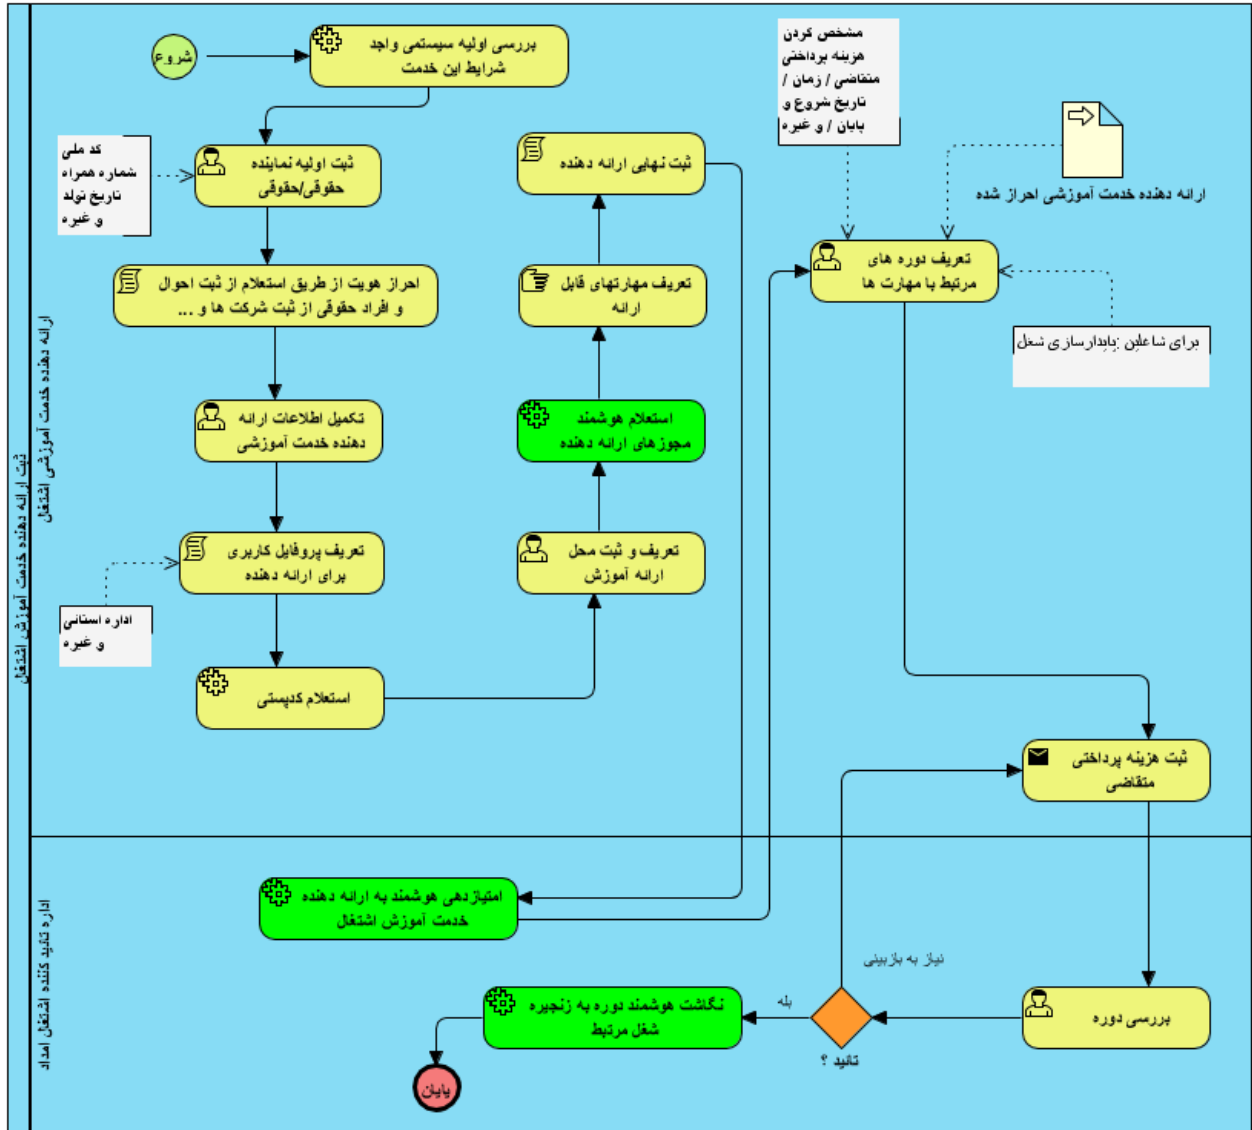 شروع
بررسی اولیه سیستمی واجد
شرایط این خدمت
کد ملی
شماره همراه
تاریخ تولد
و غیره
ثبت اولیه نماینده
حقوقی/حقوقی
احراز هویت از طریق استعلام از ثبت احوال
و افراد حقوقی از ثبت شرکت ها و ...
تکمیل اطلاعات ارائه
دهنده خدمت آموزشی
تعریف پروفایل کاربری
برای ارائه دهنده
اداره استانی
و غیره
استعلام کدپستی
تعریف و ثبت محل
ارائه آموزش
استعلام هوشمند
مجوزهای ارائه دهنده
تعریف مهارتهای قابل
ارائه
ثبت نهایی ارائه دهنده
امتیازدهی هوشمند به ارائه دهنده
خدمت آموزش اشتغال
مشخص کردن
هزینه پرداختی
متقاضی / زمان /
تاریخ شروع و
پایان / و غیره
ارائه دهنده خدمت آموزشی احراز شده
تعریف دوره های
مرتبط با مهارت ها
برای شاغلین :پایدارسازی شغل
ثبت هزینه پرداختی
متقاضی
بررسی دوره
تائید ؟
نیاز به بازبینی
بله
نگاشت هوشمند دوره به زنجیره
شغل مرتبط
پایان
ثبت ارائه دهنده خدمت آموزش اشتغال
ارائه دهنده خدمت آموزشی اشتغال
اداره تائید کننده اشتغال امداد